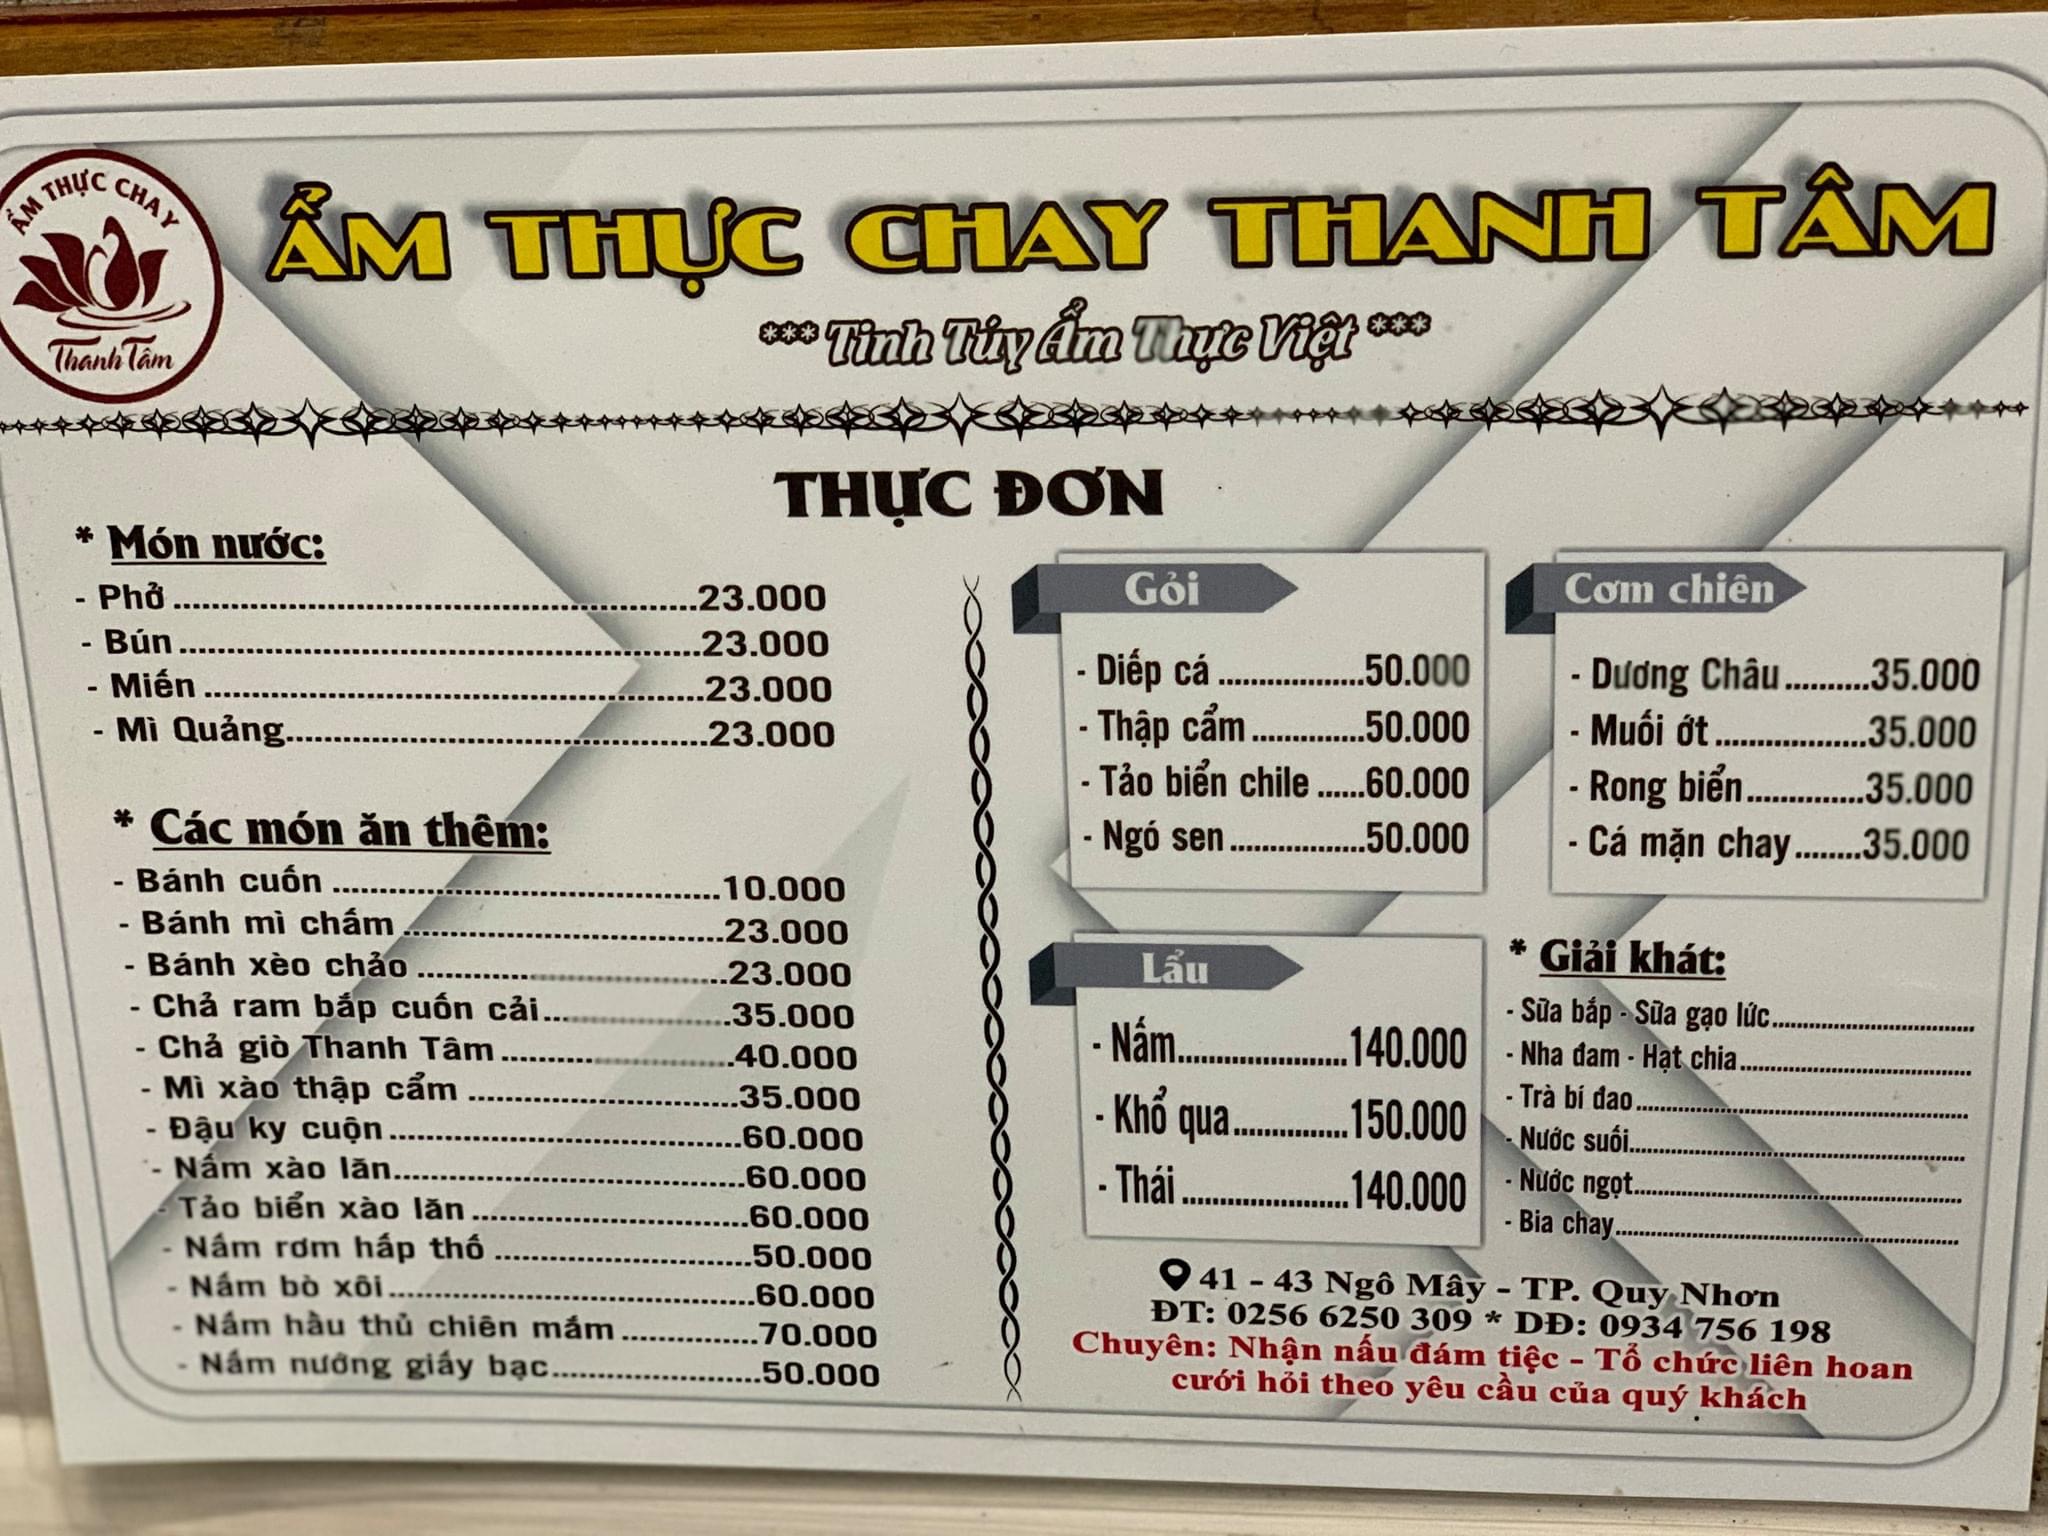 ẨM THỰC CHAY
Thanh Tâm
ẨM THỰC CHAY THANH TÂM
*** Tinh Túy Ẩm Thực Việt ***
THỰC ĐƠN
* Món nước:
- Phở.......23.000
- Bún.......23.000
- Miến.......23.000
- Mì Quảng.......23.000
* Các món ăn thêm:
- Bánh cuốn.......10.000
- Bánh mì chấm.......23.000
- Bánh xèo chảo.......23.000
- Chả ram bắp cuốn cải.......35.000
- Chả giò Thanh Tâm.......40.000
- Mì xào thập cẩm.......35.000
- Đậu ky cuộn.......60.000
- Nấm xào lăn.......60.000
- Tảo biển xào lăn.......60.000
- Nấm rơm hấp thố.......50.000
- Nấm bò xôi.......60.000
- Nấm hầu thủ chiên mắm.......70.000
- Nấm nướng giấy bạc.......50.000
Gỏi
- Diếp cá.......50.000
- Thập cẩm.......50.000
- Tảo biển chile.......60.000
- Ngó sen.......50.000
Cơm chiên
- Dương Châu.......35.000
- Muối ớt.......35.000
- Rong biển.......35.000
- Cá mặn chay.......35.000
Lẩu
- Nấm.......140.000
- Khổ qua.......150.000
- Thái.......140.000
* Giải khát:
- Sữa bắp - Sữa gạo lức.......
- Nha đam - Hạt chia.......
- Trà bí đao.......
- Nước suối.......
- Nước ngọt.......
- Bia chay.......
41 - 43 Ngô Mây - TP. Quy Nhơn
ĐT: 0256 6250 309 * DĐ: 0934 756 198
Chuyên: Nhận nấu đám tiệc - Tổ chức liên hoan
cưới hỏi theo yêu cầu của quý khách